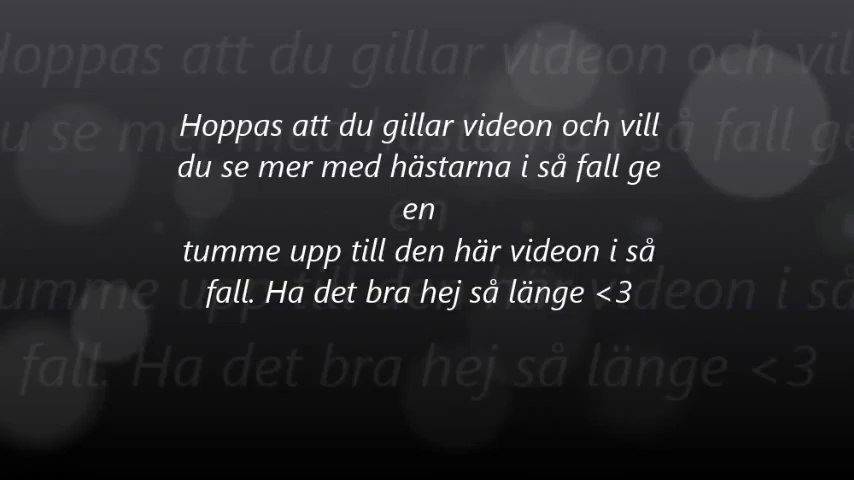 Hoppas att du gillar videon och vill
du se mer med hästarna i så fall ge
en
tumme upp till den här videon i så
fall. Ha det bra hej så länge <3